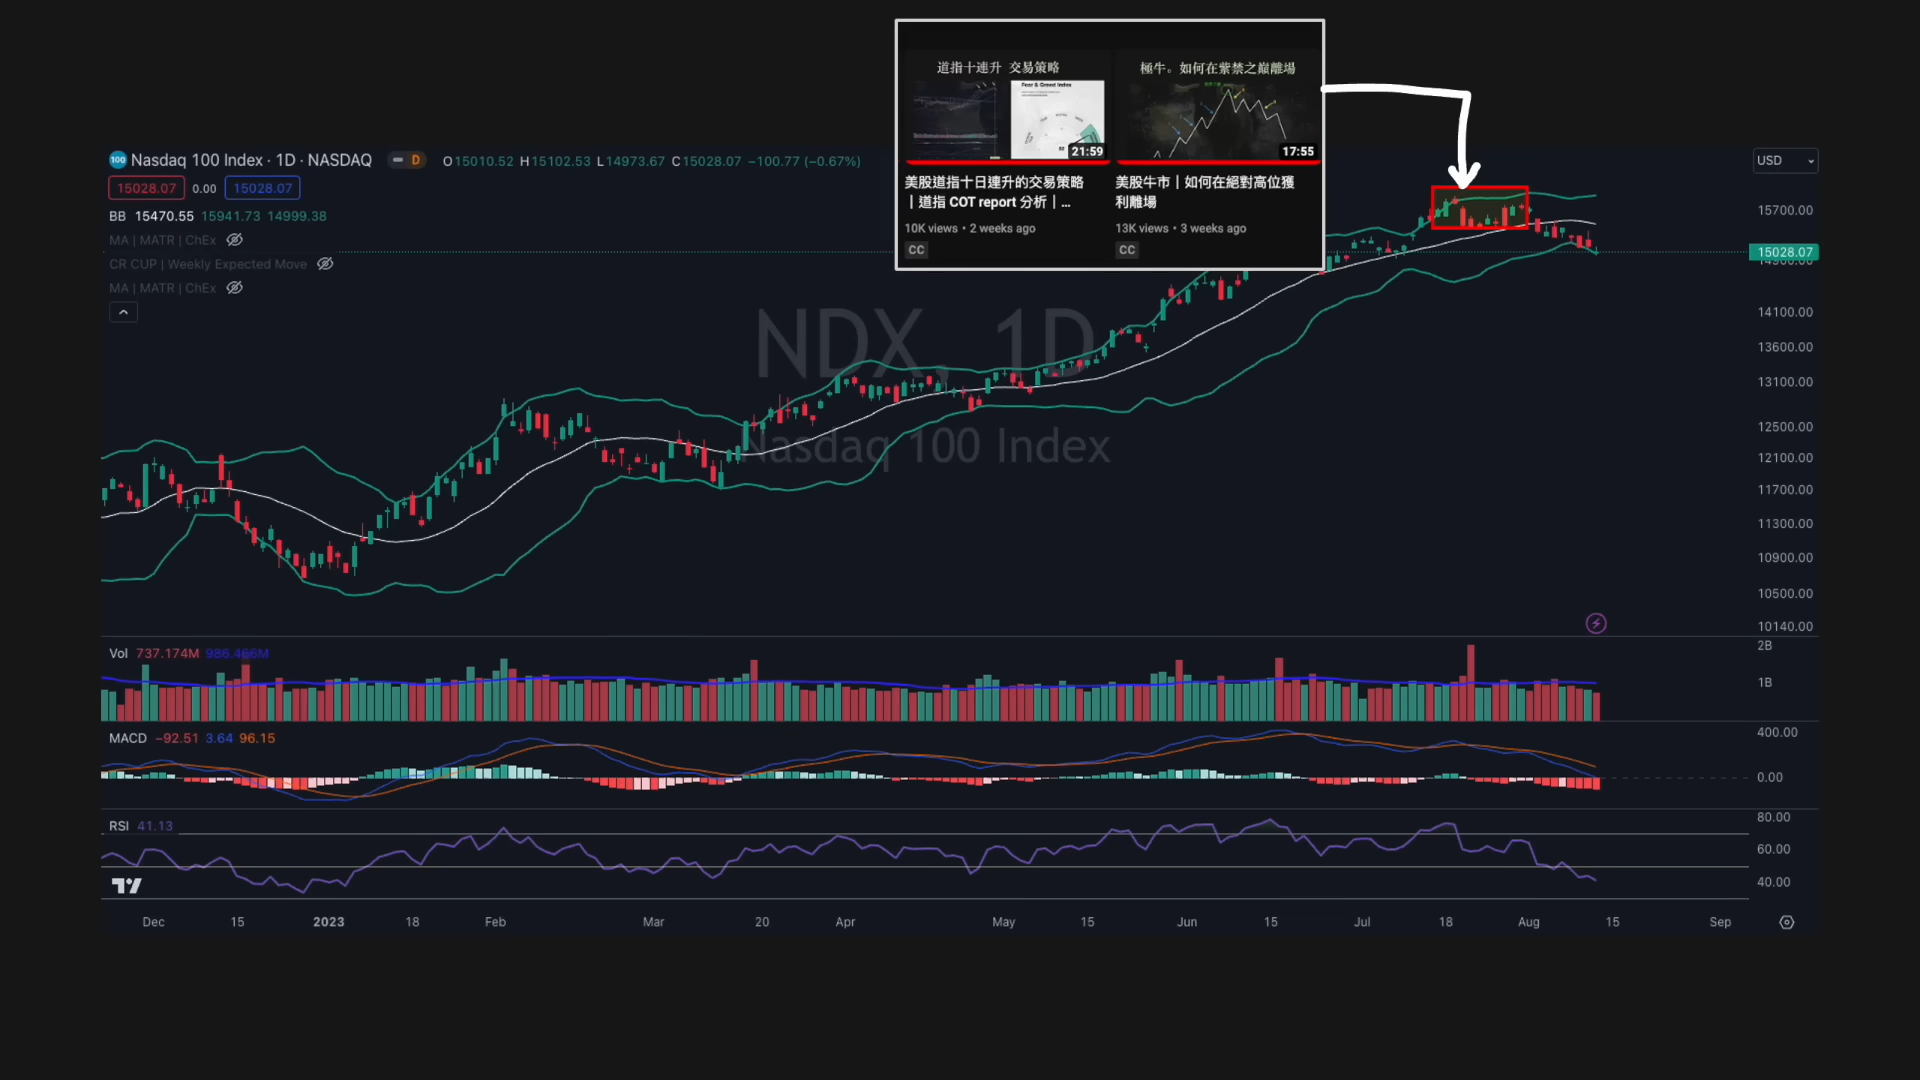 道指十連升 交易策略
極牛。如何在紫禁之巔離場
Fear & Greed Index
21:59
17:55
美股道指十日連升的交易策略
｜道指 COT report 分析｜...
10K views • 2 weeks ago
CC
美股牛市｜如何在絕對高位獲
利離場
13K views • 3 weeks ago
CC
100 Nasdaq 100 Index · 1D · NASDAQ D O15010.52 H15102.53 L14973.67 C15028.07 −100.77 (−0.67%)
USD
15028.07 0.00 15028.07
BB 15470.55 15941.73 14999.38
MA | MATR | ChEx
CR CUP | Weekly Expected Move
MA | MATR | ChEx
NDX, 1D
Nasdaq 100 Index
15700.00
15028.07
14900.00
14100.00
13600.00
13100.00
12500.00
12100.00
11700.00
11300.00
10900.00
10500.00
10140.00
Vol 737.174M 986.466M
2B
1B
MACD −92.51 3.64 96.15
400.00
0.00
RSI 41.13
80.00
60.00
40.00
Dec 15 2023 18 Feb Mar 20 Apr May 15 Jun 15 Jul 18 Aug 15 Sep